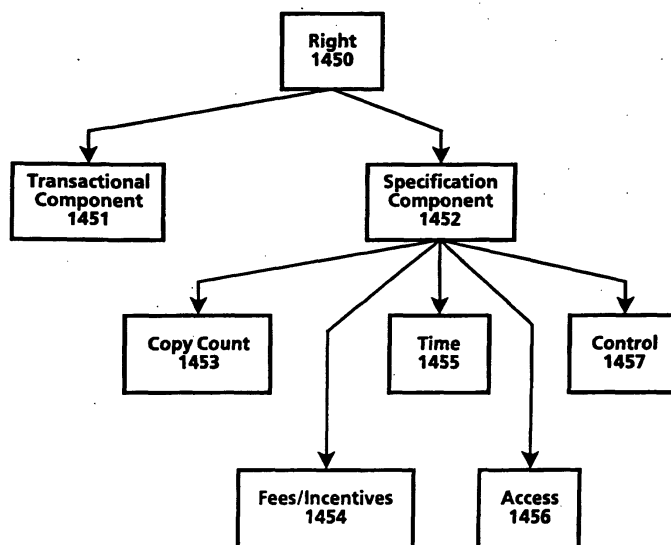 Right
1450
Transactional
Component
1451
Specification
Component
1452
Copy Count
1453
Time
1455
Control
1457
Fees/Incentives
1454
Access
1456